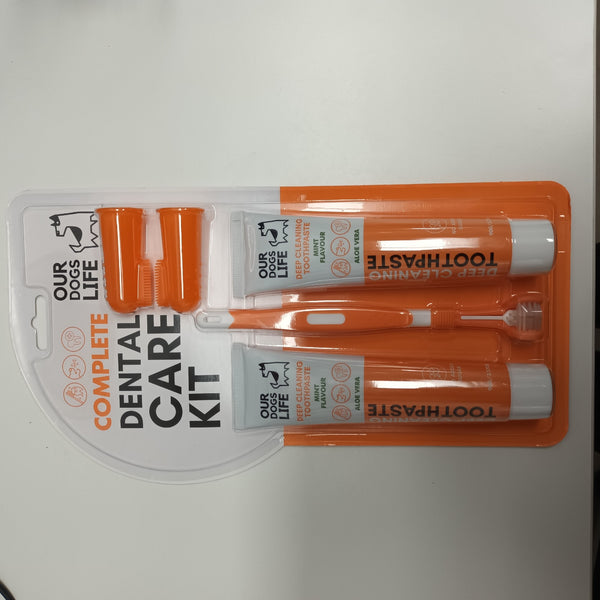 OUR
DOGS
LIFE
COMPLETE
DENTAL
CARE
KIT
OUR
DOGS
LIFE
DEEP CLEANING
TOOTHPASTE
MINT
FLAVOUR
ALOE VERA
DEEP CLEANING
TOOTHPASTE
OUR
DOGS
LIFE
DEEP CLEANING
TOOTHPASTE
MINT
FLAVOUR
ALOE VERA
CLEANING
TOOTHPASTE